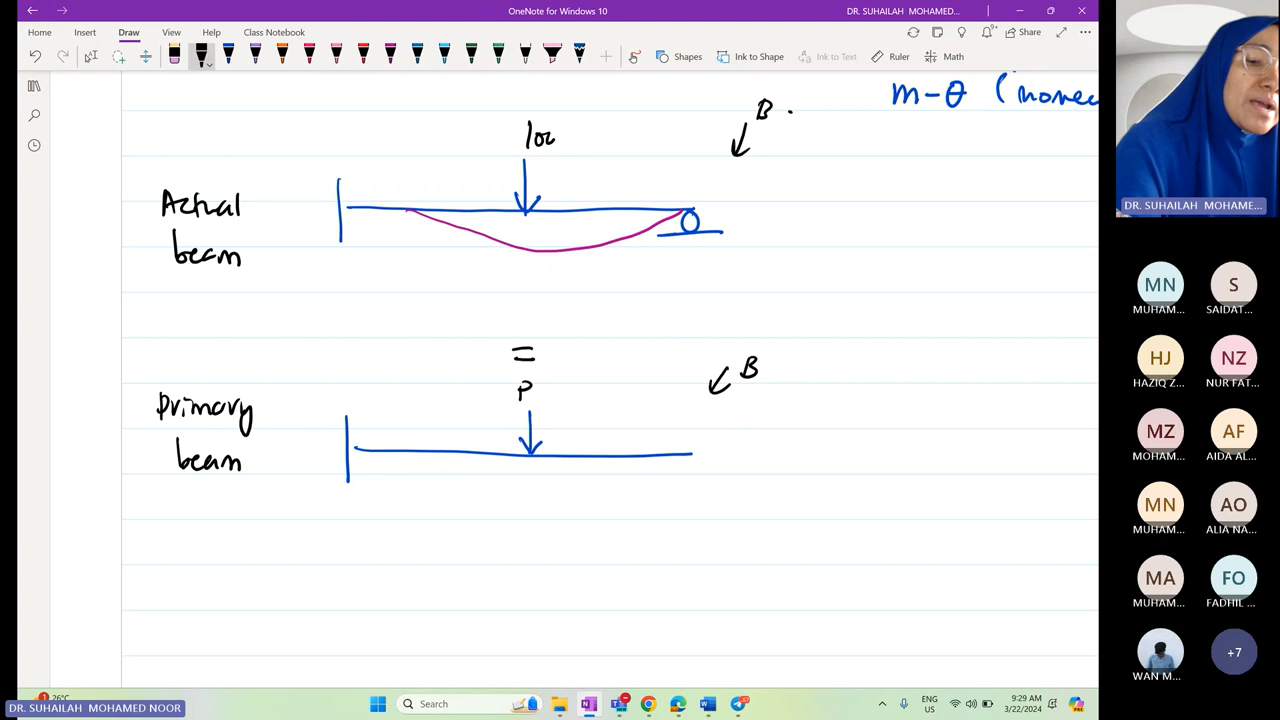 OneNote for Windows 10
DR. SUHAILAH MOHAMED...
Home
Insert
Draw
View
Help
Class Notebook
Share
Shapes
Ink to Shape
Ink to Text
Ruler
Math
m-θ (momen
100
B
Actual
beam
=
P
B
Primary
beam
DR. SUHAILAH MOHAME...
MN
S
MUHAM...
SAIDAT...
HJ
NZ
HAZIQ Z...
NUR FAT...
MZ
AF
MOHAM...
AIDA AL...
MN
AO
MUHAM...
ALIA NA...
MA
FO
MUHAM...
FADHIL ...
+7
WAN M...
26°C
DR. SUHAILAH MOHAMED NOOR
Search
ENG
US
9:29 AM
3/22/2024